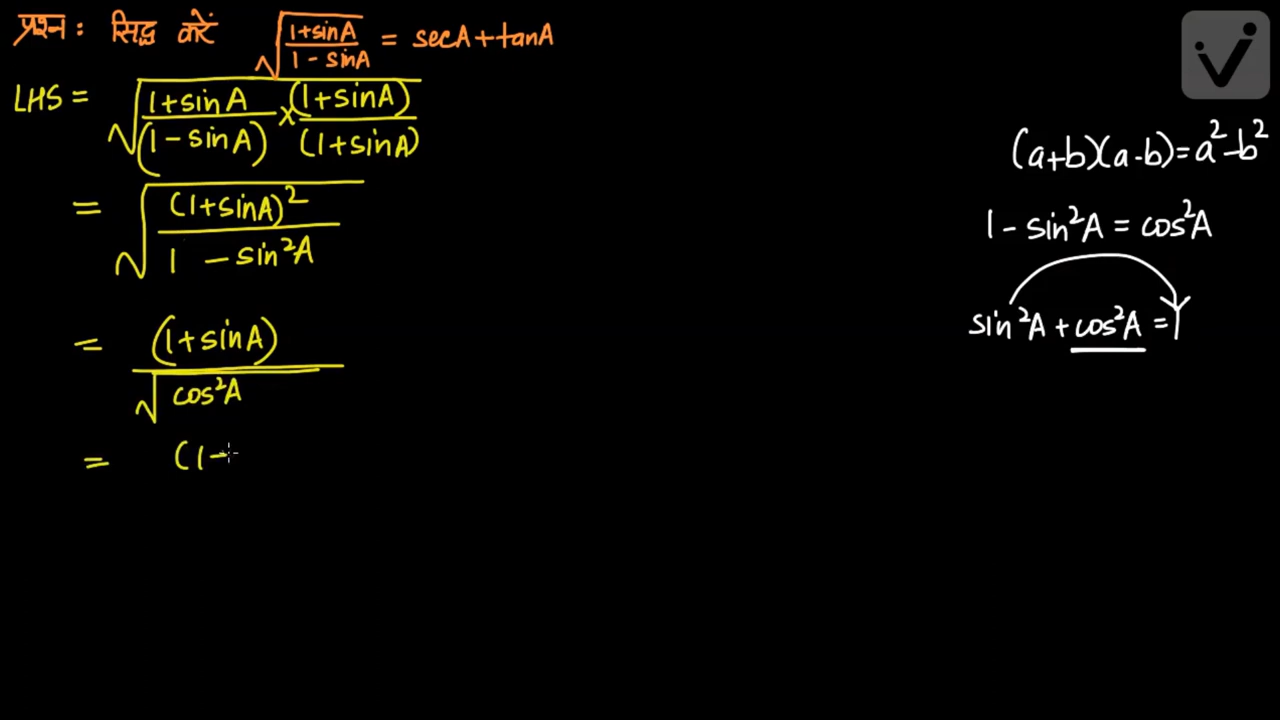 प्रश्न : सिद्ध करें √((1+sinA)/(1-sinA)) = secA+tanA
LHS = √((1+sinA)/(1-sinA) × (1+sinA)/(1+sinA))
= √((1+sinA)²/(1-sin²A))
= (1+sinA)/√(cos²A)
= (1-
(a+b)(a-b)=a²-b²
1-sin²A = cos²A
sin²A + cos²A = 1